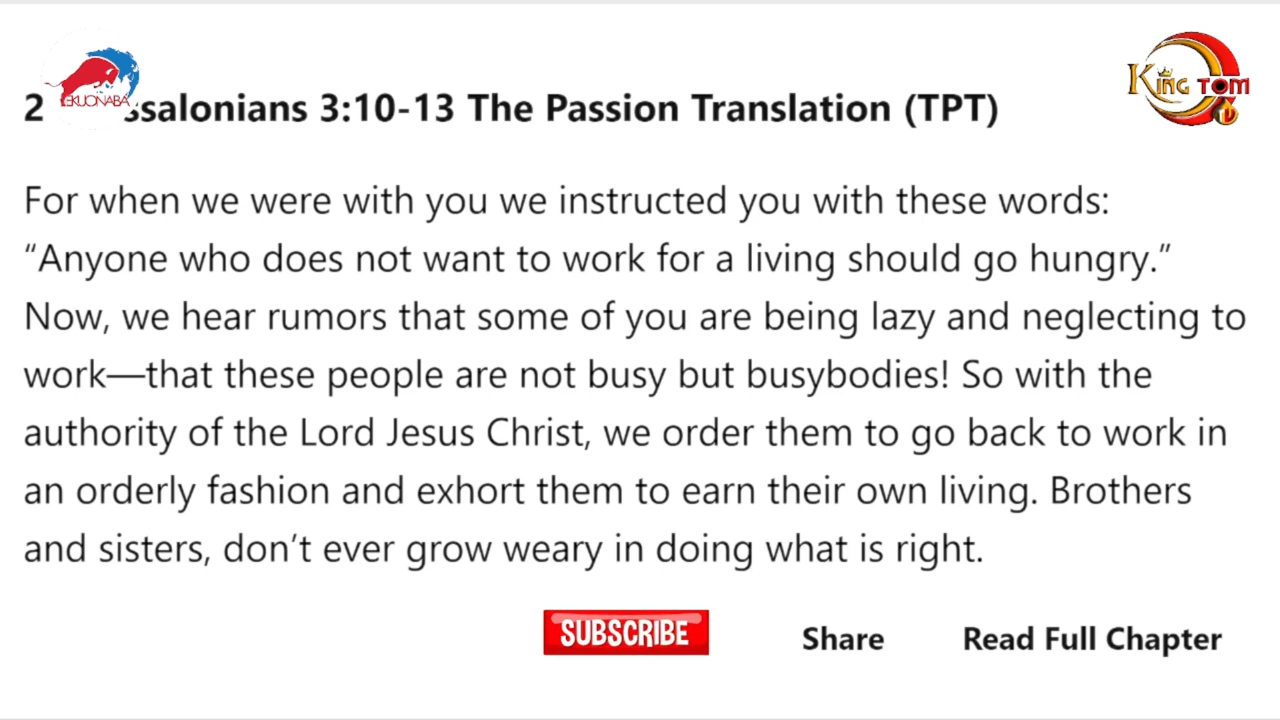 EKUONABA
KING TOM
TV
2 ssalonians 3:10-13 The Passion Translation (TPT)
For when we were with you we instructed you with these words:
“Anyone who does not want to work for a living should go hungry.”
Now, we hear rumors that some of you are being lazy and neglecting to
work—that these people are not busy but busybodies! So with the
authority of the Lord Jesus Christ, we order them to go back to work in
an orderly fashion and exhort them to earn their own living. Brothers
and sisters, don’t ever grow weary in doing what is right.
SUBSCRIBE Share Read Full Chapter